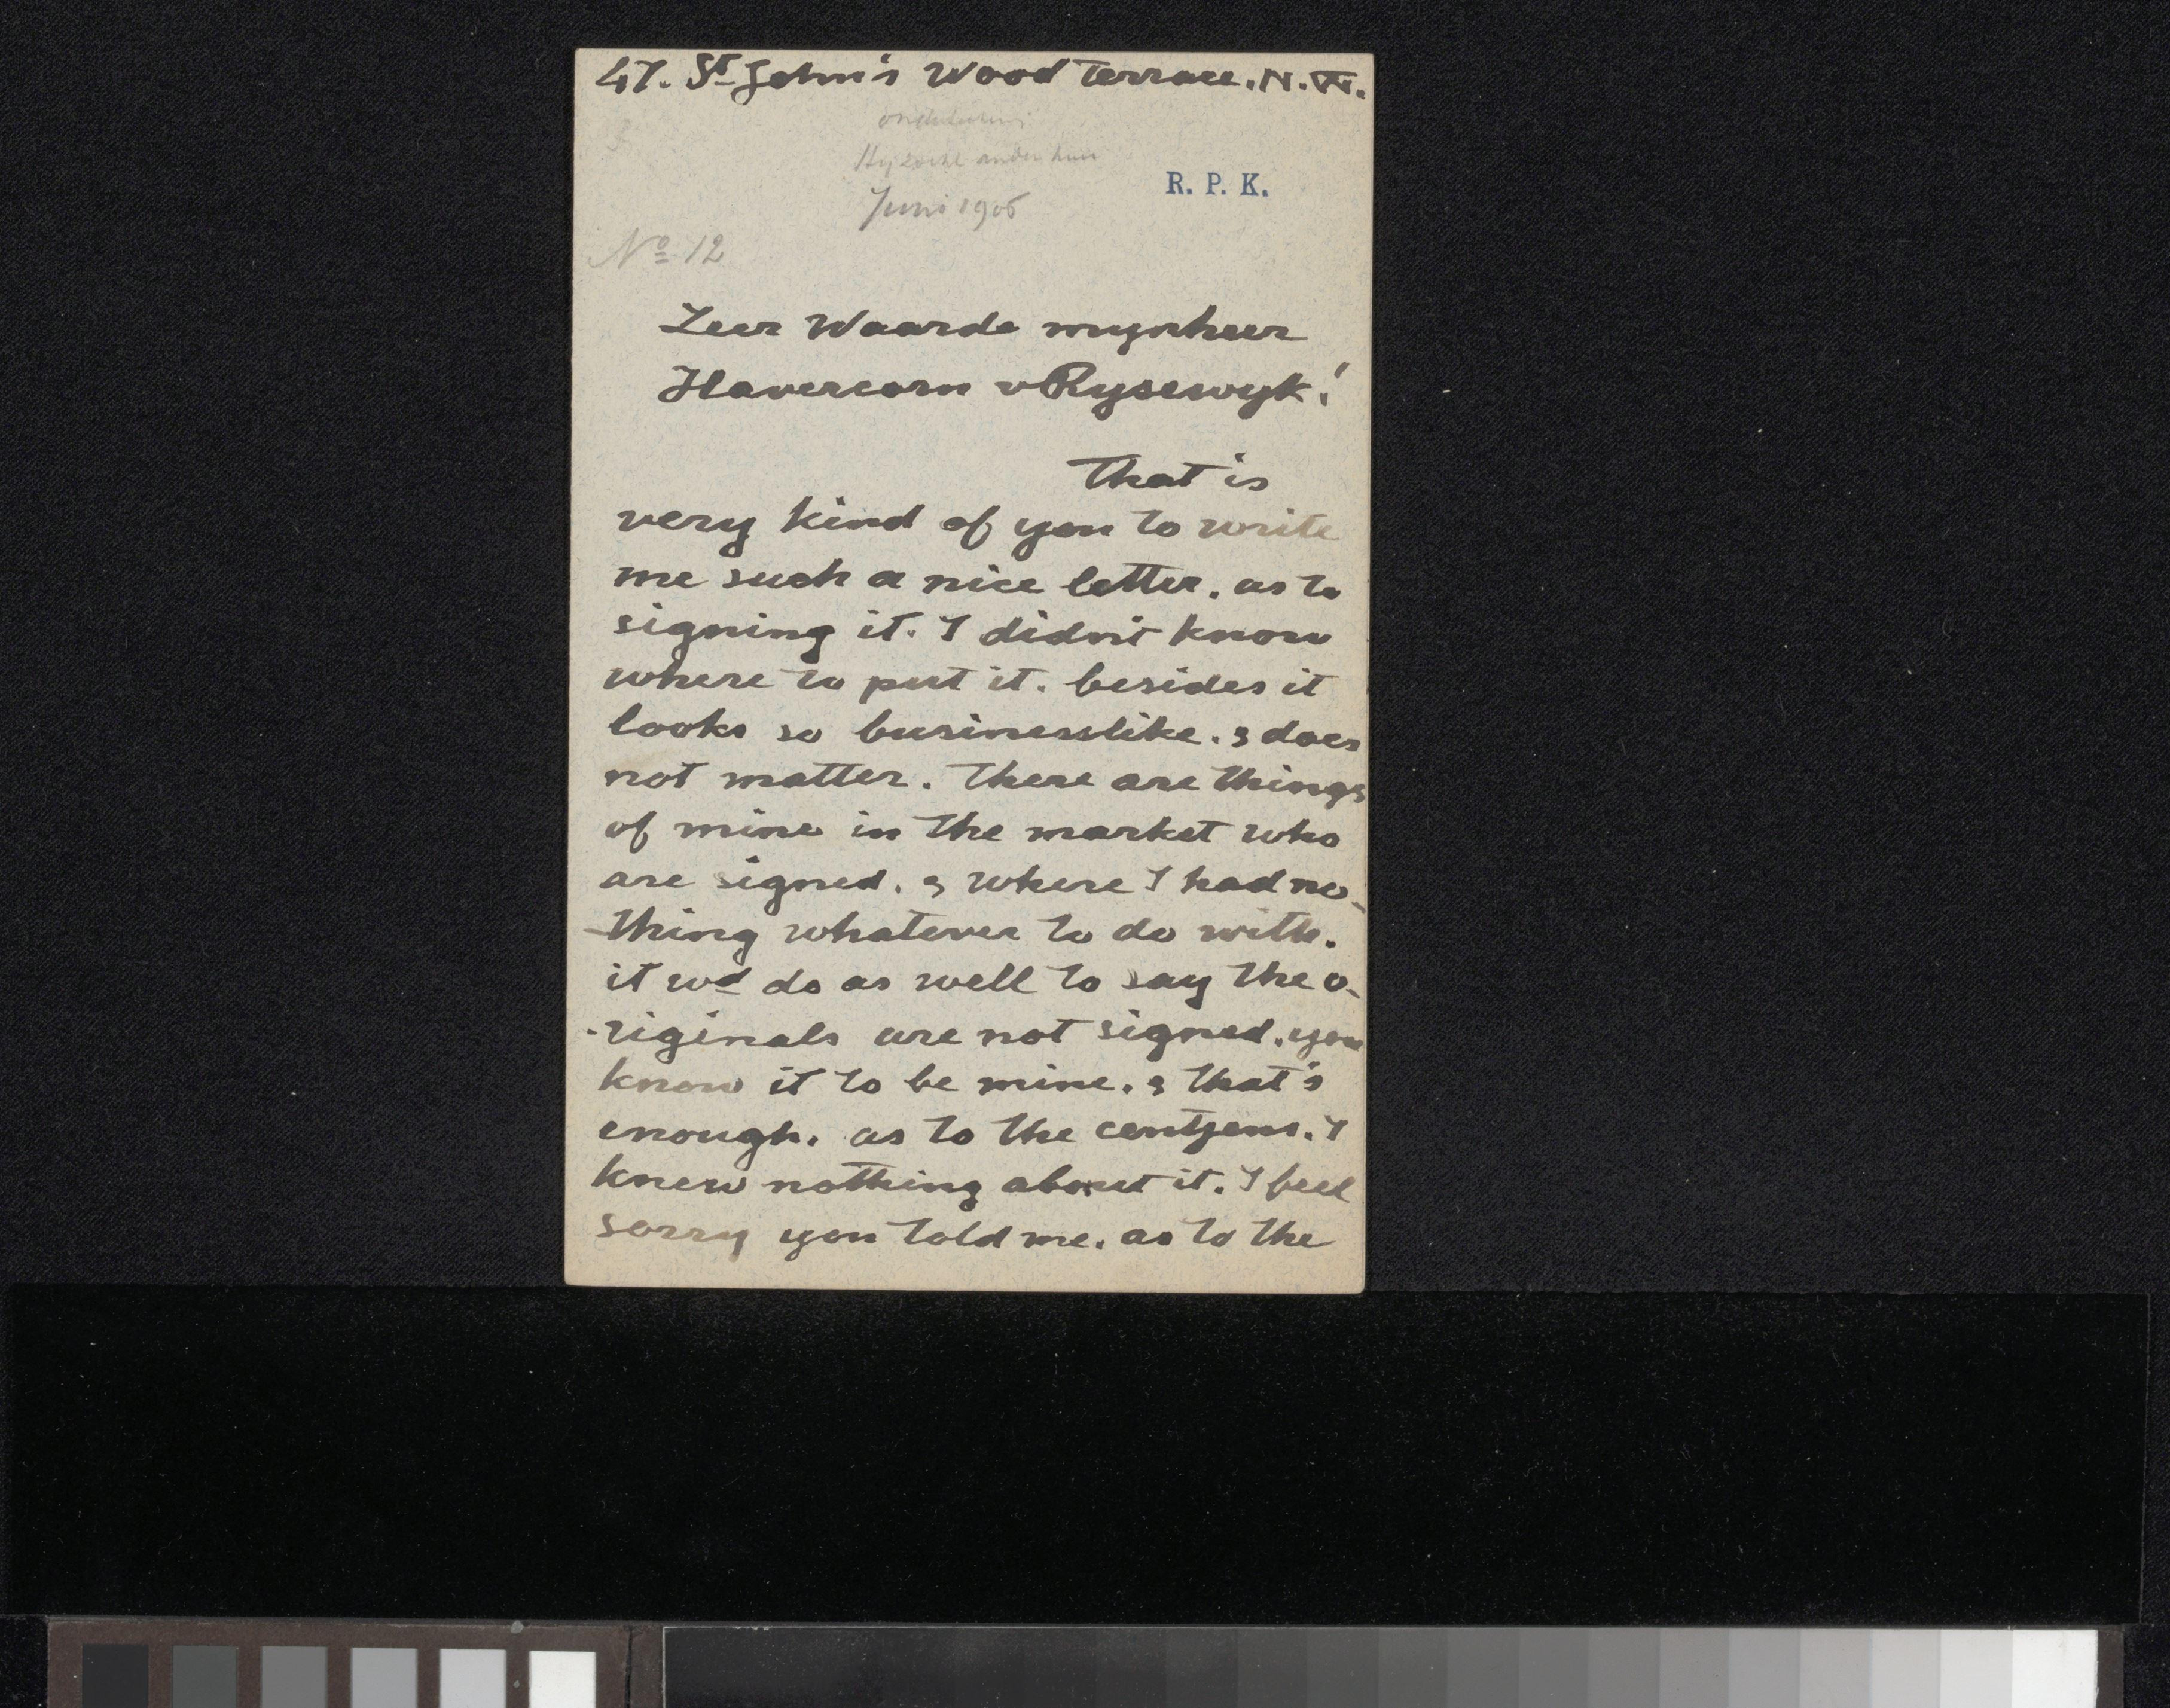 47. St John's Wood Terrace. N.W.
Juni 1906
R. P. K.
No 12
Zeer Waarde mynheer
Havercorn v Rysewyk!
That is
very kind of you to write
me such a nice letter. as to
signing it. I didn't know
where to put it. besides it
looks so businesslike. & does
not matter. There are things
of mine in the market who
are signed. & where I had no-
-thing whatever to do with.
it wd do as well to say the o-
-riginals are not signed. you
know it to be mine. & that's
enough. as to the centjens. I
knew nothing about it. I feel
sorry you told me. as to the